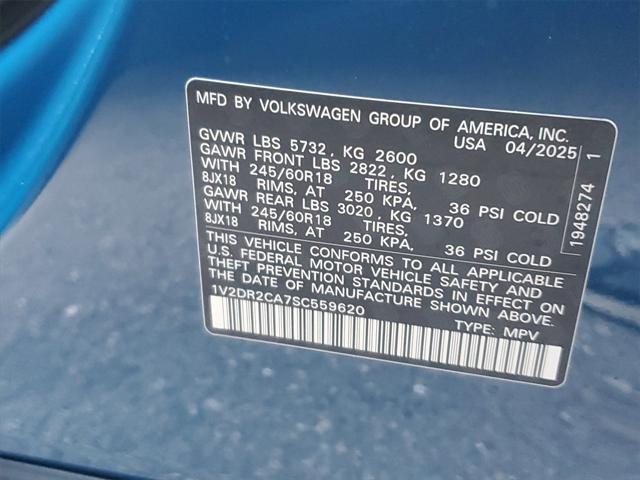 MFD BY VOLKSWAGEN GROUP OF AMERICA, INC.
USA 04/2025
GVWR LBS 5732, KG 2600
GAWR FRONT LBS 2822, KG 1280
WITH 245/60R18 TIRES,
8JX18 RIMS, AT 250 KPA, 36 PSI COLD
GAWR REAR LBS 3020, KG 1370
WITH 245/60R18 TIRES,
8JX18 RIMS, AT 250 KPA, 36 PSI COLD
THIS VEHICLE CONFORMS TO ALL APPLICABLE
U.S. FEDERAL MOTOR VEHICLE SAFETY AND
THEFT PREVENTION STANDARDS IN EFFECT ON
THE DATE OF MANUFACTURE SHOWN ABOVE.
1V2DR2CA7SC559620
TYPE: MPV
1948274 1